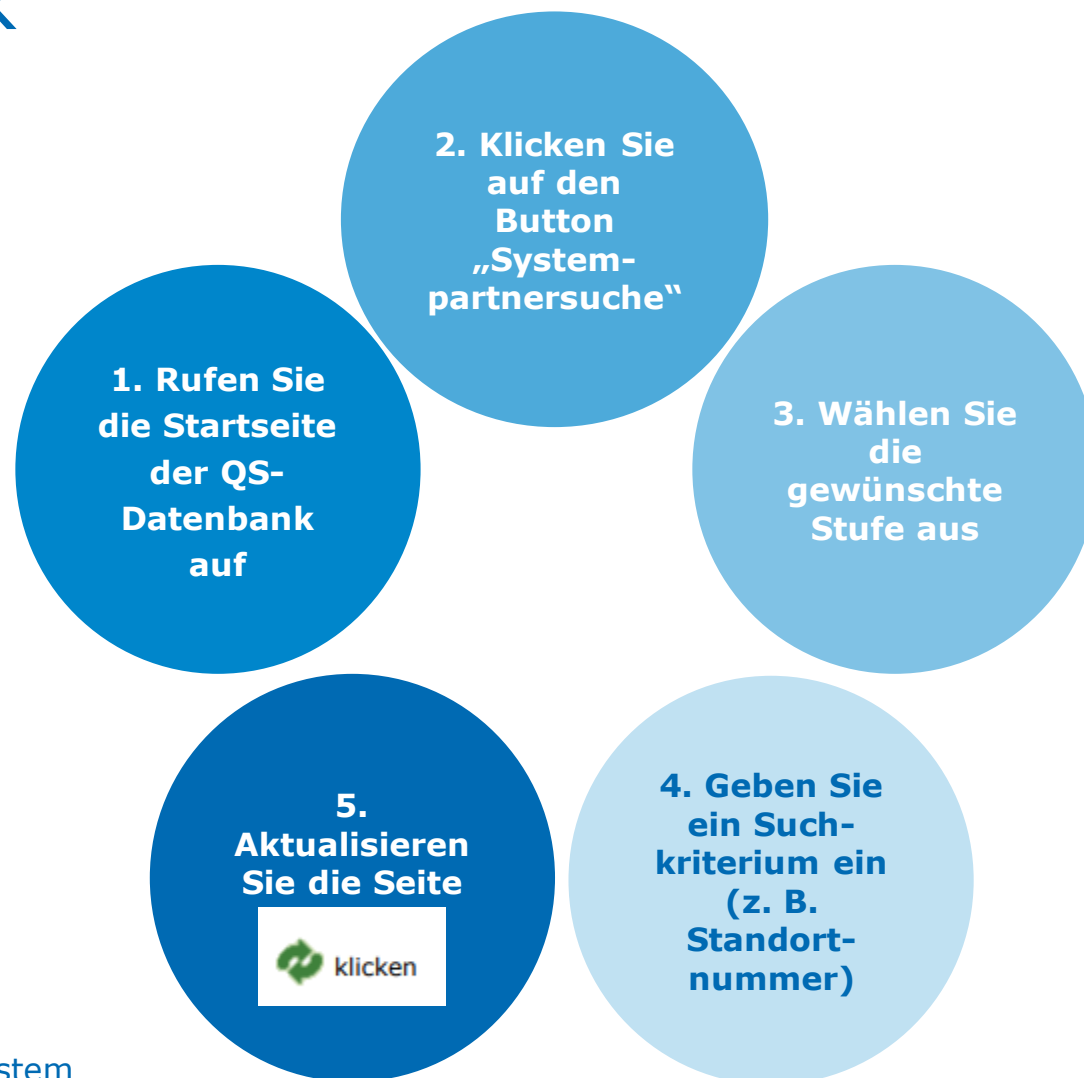 1. Rufen Sie
die Startseite
der QS-
Datenbank
auf
2. Klicken Sie
auf den
Button
„System-
partnersuche“
3. Wählen Sie
die
gewünschte
Stufe aus
4. Geben Sie
ein Such-
kriterium ein
(z. B.
Standort-
nummer)
5.
Aktualisieren
Sie die Seite
klicken